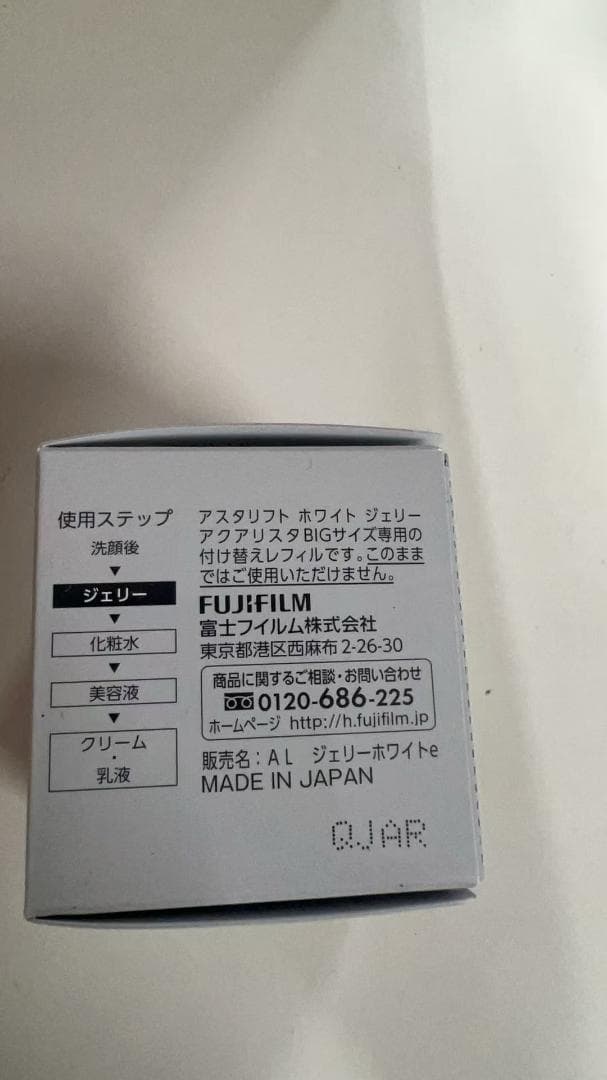 使用ステップ
洗顔後
▼
ジェリー
▼
化粧水
▼
美容液
▼
クリーム
・
乳液
アスタリフト ホワイト ジェリー
アクアリスタBIGサイズ専用の
付け替えレフィルです。このまま
ではご使用いただけません。
FUJIFILM
富士フイルム株式会社
東京都港区西麻布2-26-30
商品に関するご相談・お問い合わせ
0120-686-225
ホームページ http://h.fujifilm.jp
販売名：AL ジェリーホワイトe
MADE IN JAPAN
QJAR